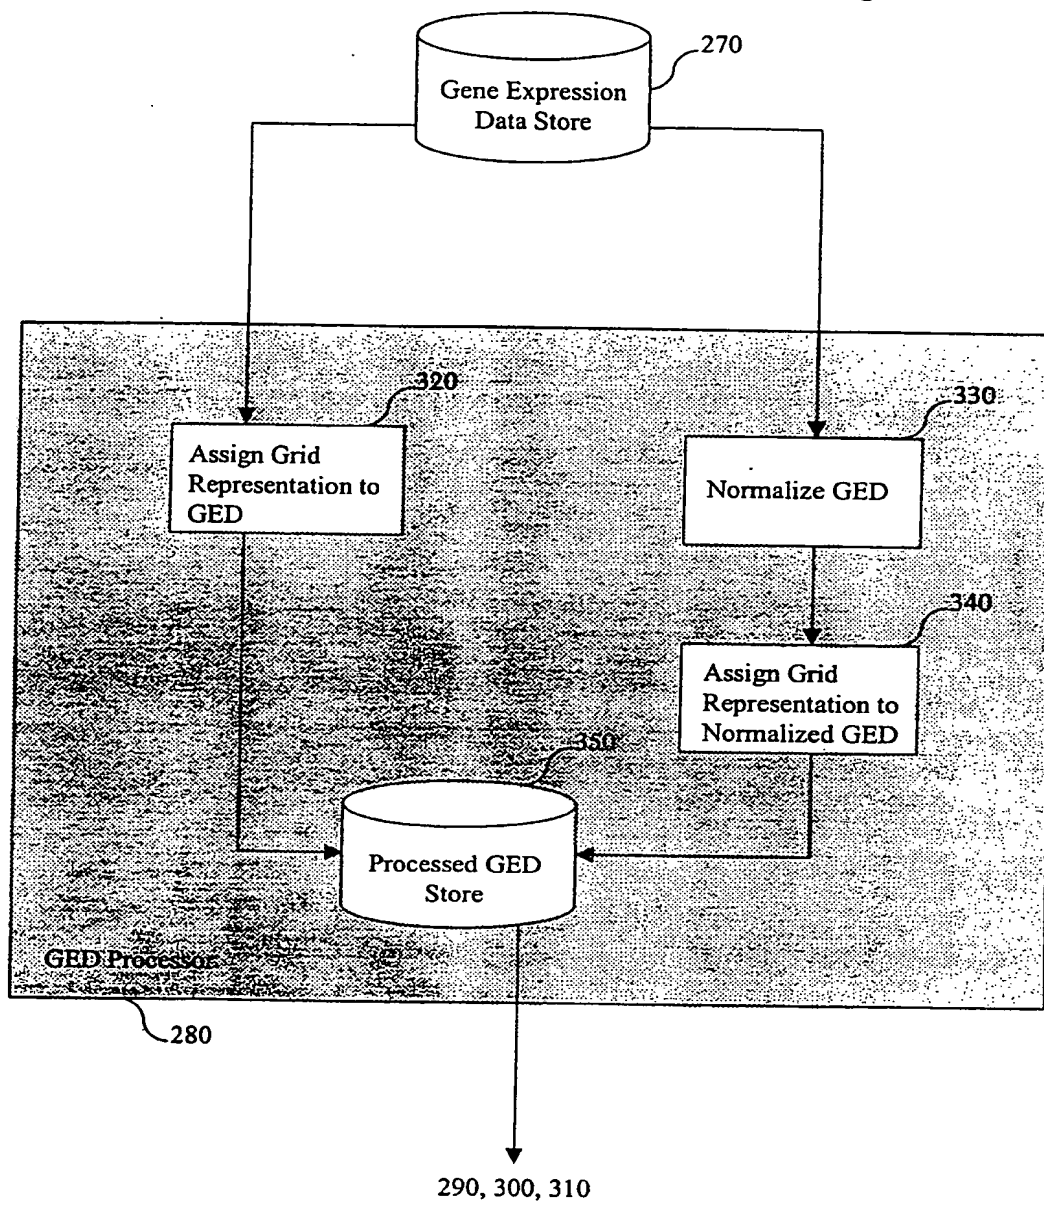 270
Gene Expression
Data Store
320
330
Assign Grid
Representation to
GED
Normalize GED
340
Assign Grid
Representation to
Normalized GED
350
Processed GED
Store
GED Processor
280
290, 300, 310